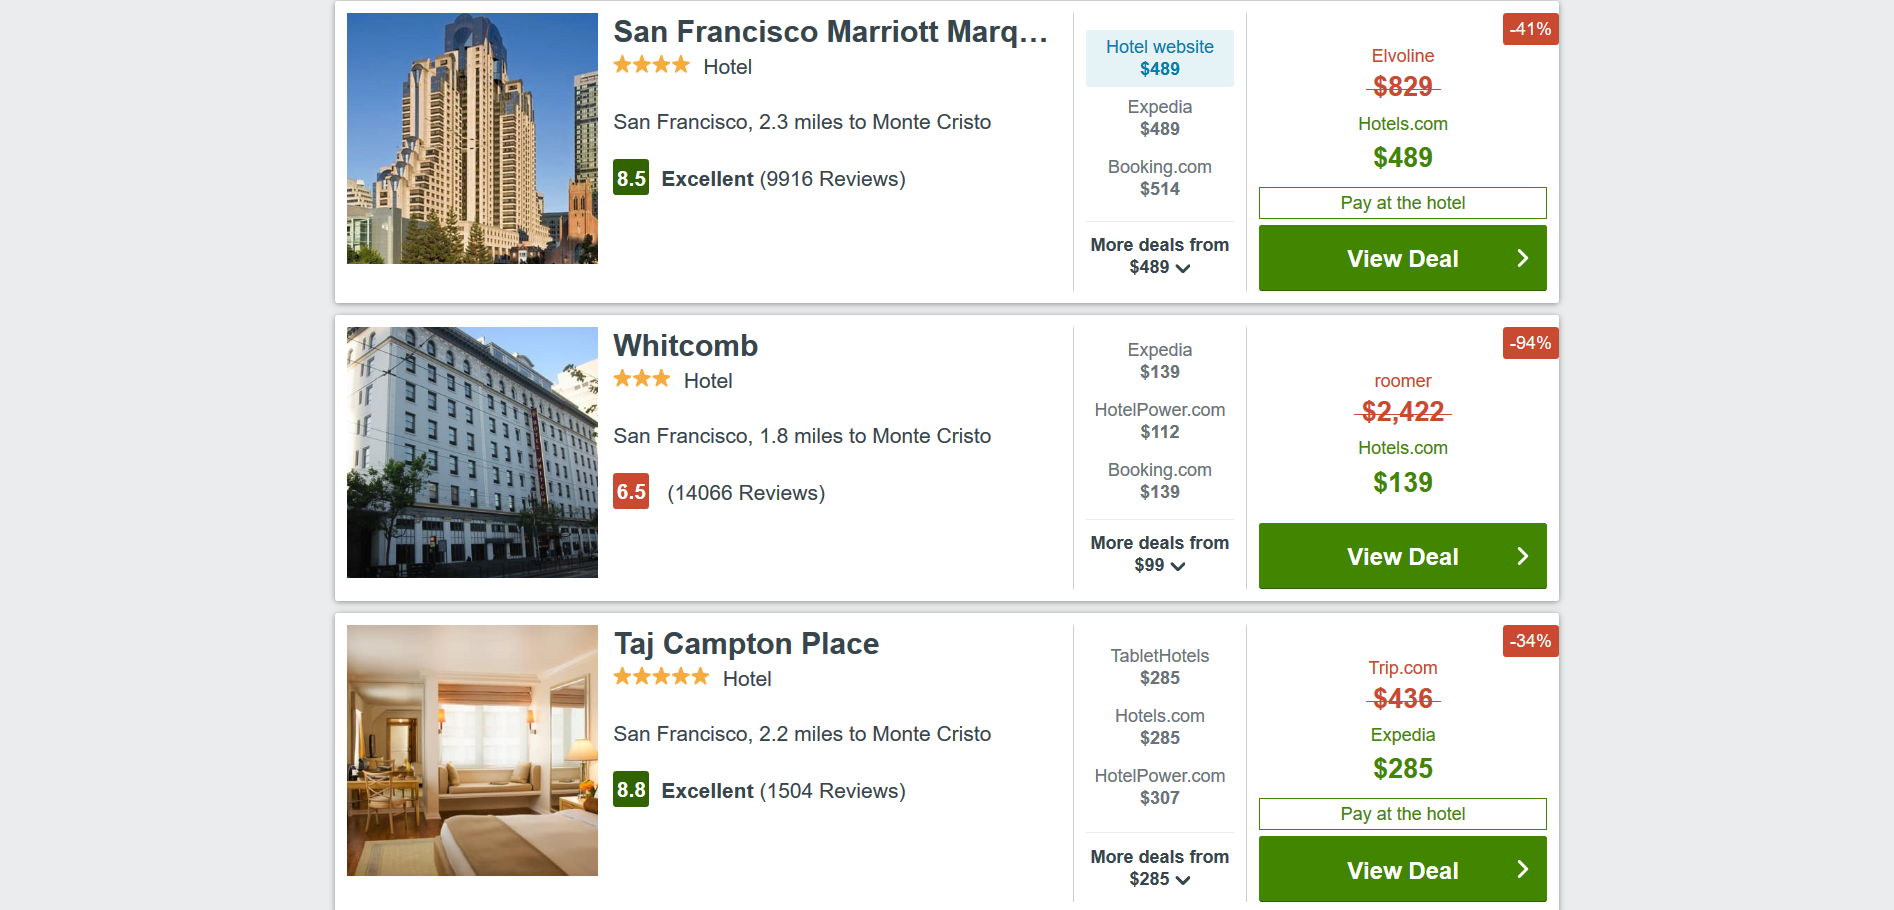 San Francisco Marriott Marq...
Hotel
San Francisco, 2.3 miles to Monte Cristo
8.5 Excellent (9916 Reviews)
Hotel website
$489
Expedia
$489
Booking.com
$514
More deals from
$489
-41%
Elvoline
$829
Hotels.com
$489
Pay at the hotel
View Deal
Whitcomb
Hotel
San Francisco, 1.8 miles to Monte Cristo
6.5 (14066 Reviews)
Expedia
$139
HotelPower.com
$112
Booking.com
$139
More deals from
$99
-94%
roomer
$2,422
Hotels.com
$139
View Deal
Taj Campton Place
Hotel
San Francisco, 2.2 miles to Monte Cristo
8.8 Excellent (1504 Reviews)
TabletHotels
$285
Hotels.com
$285
HotelPower.com
$307
More deals from
$285
-34%
Trip.com
$436
Expedia
$285
Pay at the hotel
View Deal